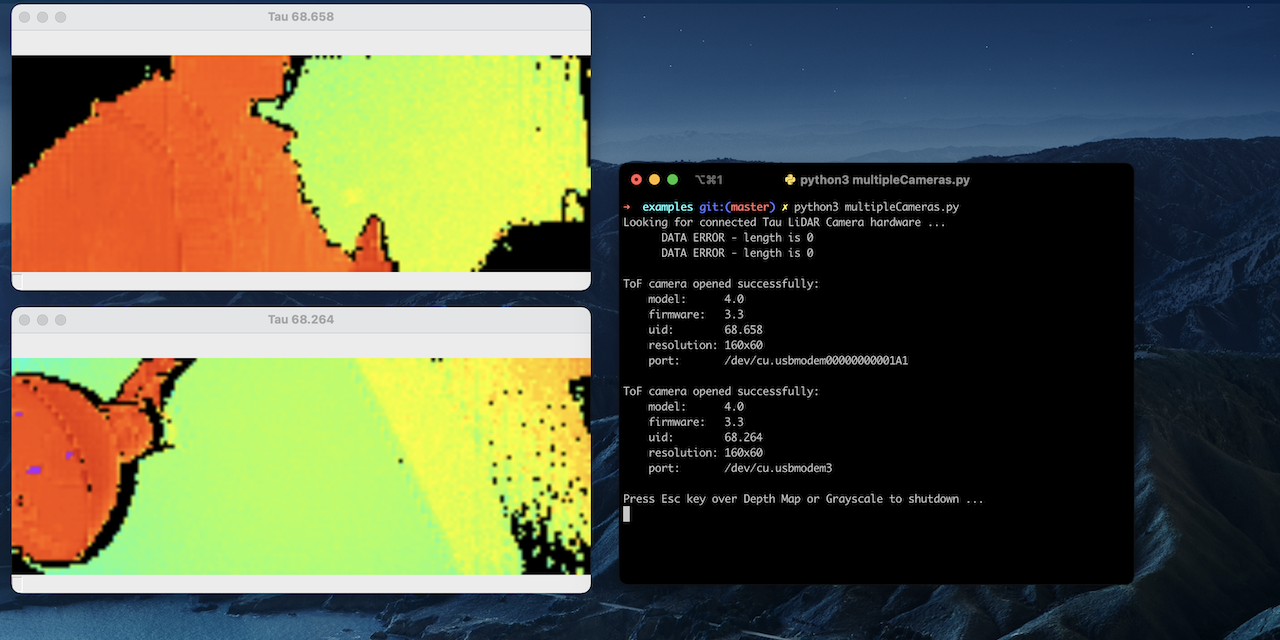 Tau 68.658
Tau 68.264
⌥⌘1
python3 multipleCameras.py
➜ examples git:(master) ✗ python3 multipleCameras.py
Looking for connected Tau LiDAR Camera hardware ...
DATA ERROR - length is 0
DATA ERROR - length is 0
ToF camera opened successfully:
model: 4.0
firmware: 3.3
uid: 68.658
resolution: 160x60
port: /dev/cu.usbmodem00000000001A1
ToF camera opened successfully:
model: 4.0
firmware: 3.3
uid: 68.264
resolution: 160x60
port: /dev/cu.usbmodem3
Press Esc key over Depth Map or Grayscale to shutdown ...